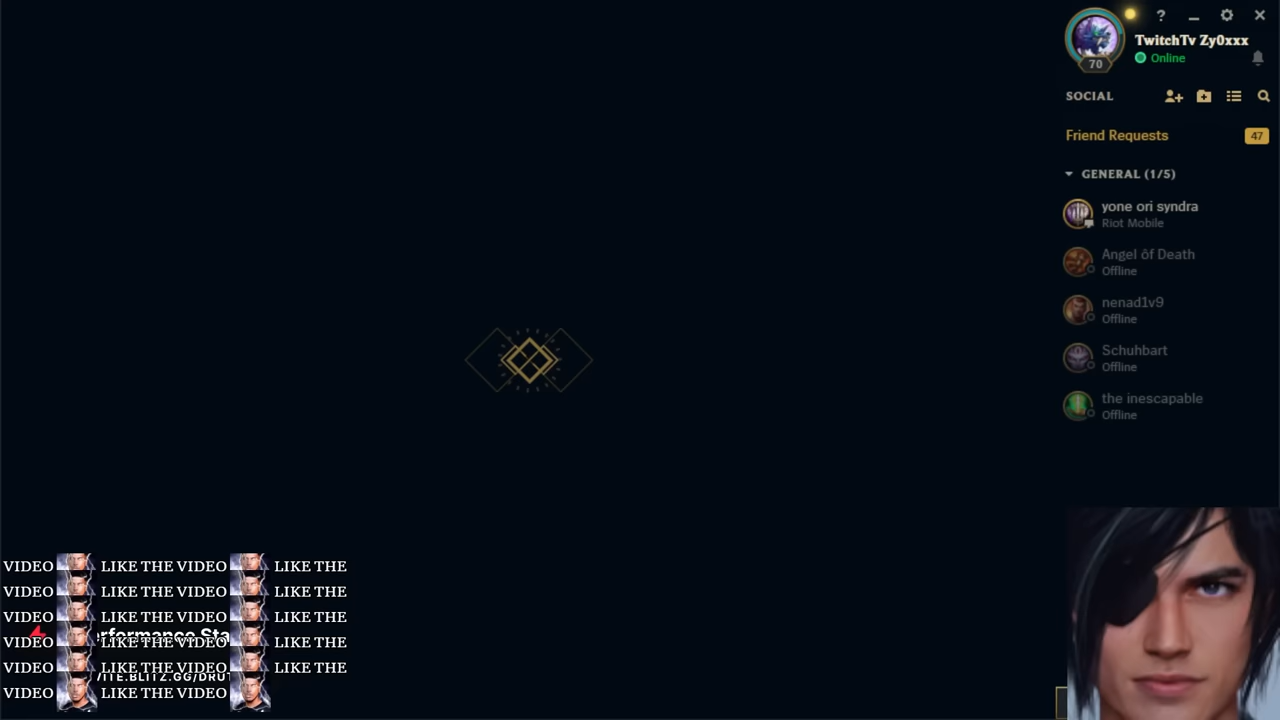 ?
TwitchTv Zy0xxx
70
Online
SOCIAL
Friend Requests
47
GENERAL (1/5)
yone ori syndra
Riot Mobile
Angel ôf Death
Offline
nenad1v9
Offline
Schuhbart
Offline
the inescapable
Offline
VIDEO LIKE THE VIDEO LIKE THE
VIDEO LIKE THE VIDEO LIKE THE
VIDEO LIKE THE VIDEO LIKE THE
VIDEO LIKE THE VIDEO LIKE THE
VIDEO LIKE THE VIDEO LIKE THE
VIDEO LIKE THE VIDEO